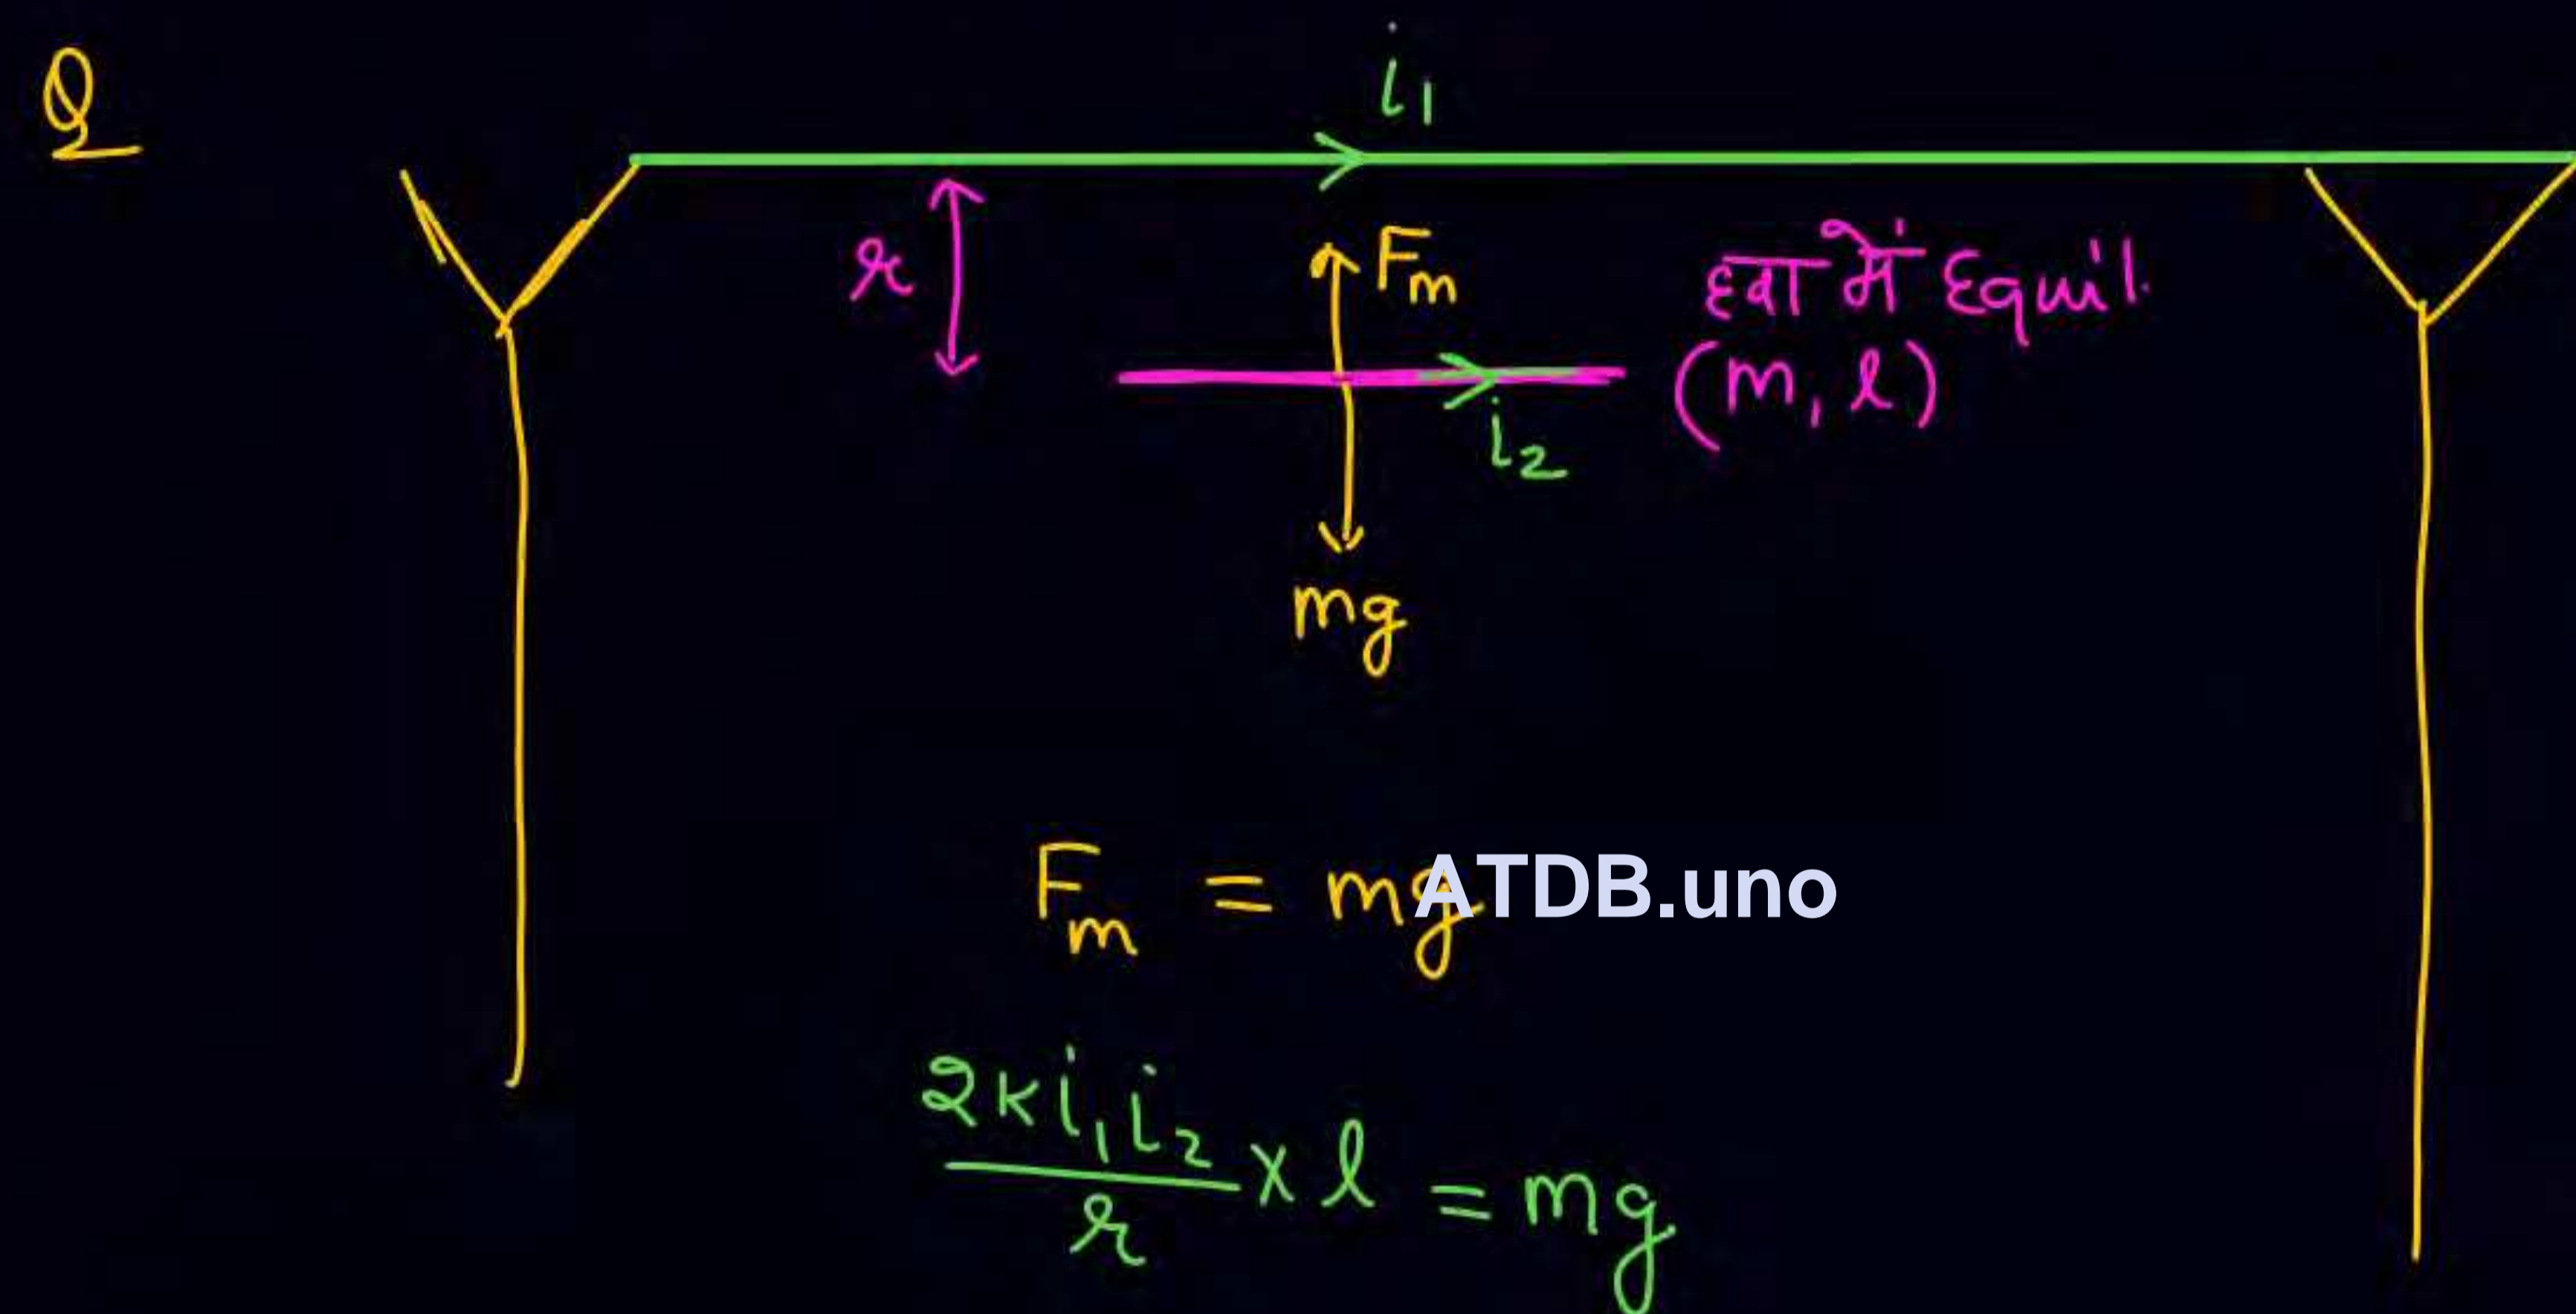 Q
i₁
r
Fₘ
हवा में Equil.
(m, l)
i₂
mg
Fₘ = mg
ATDB.uno
2ki₁i₂/r × l = mg